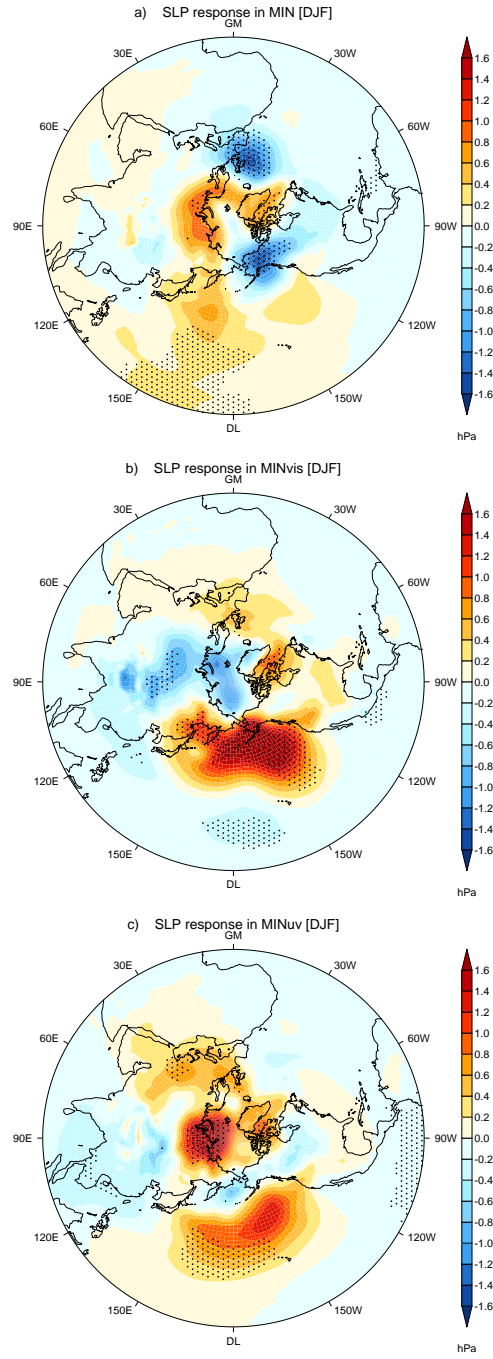 a) SLP response in MIN [DJF]
GM
30E 30W
60E 60W
90E 90W
120E 120W
150E 150W
DL
1.6
1.4
1.2
1.0
0.8
0.6
0.4
0.2
0.0
-0.2
-0.4
-0.6
-0.8
-1.0
-1.2
-1.4
-1.6
hPa
b) SLP response in MINvis [DJF]
GM
30E 30W
60E 60W
90E 90W
120E 120W
150E 150W
DL
1.6
1.4
1.2
1.0
0.8
0.6
0.4
0.2
0.0
-0.2
-0.4
-0.6
-0.8
-1.0
-1.2
-1.4
-1.6
hPa
c) SLP response in MINuv [DJF]
GM
30E 30W
60E 60W
90E 90W
120E 120W
150E 150W
DL
1.6
1.4
1.2
1.0
0.8
0.6
0.4
0.2
0.0
-0.2
-0.4
-0.6
-0.8
-1.0
-1.2
-1.4
-1.6
hPa